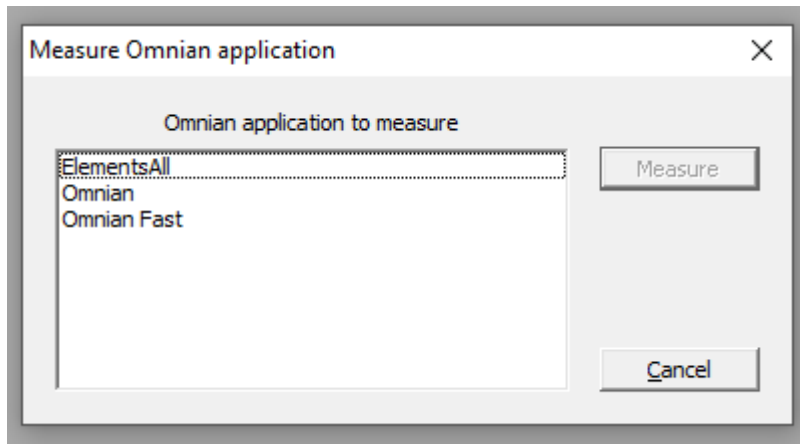 Measure Omnian application
Omnian application to measure
ElementsAll
Omnian
Omnian Fast
Measure
Cancel